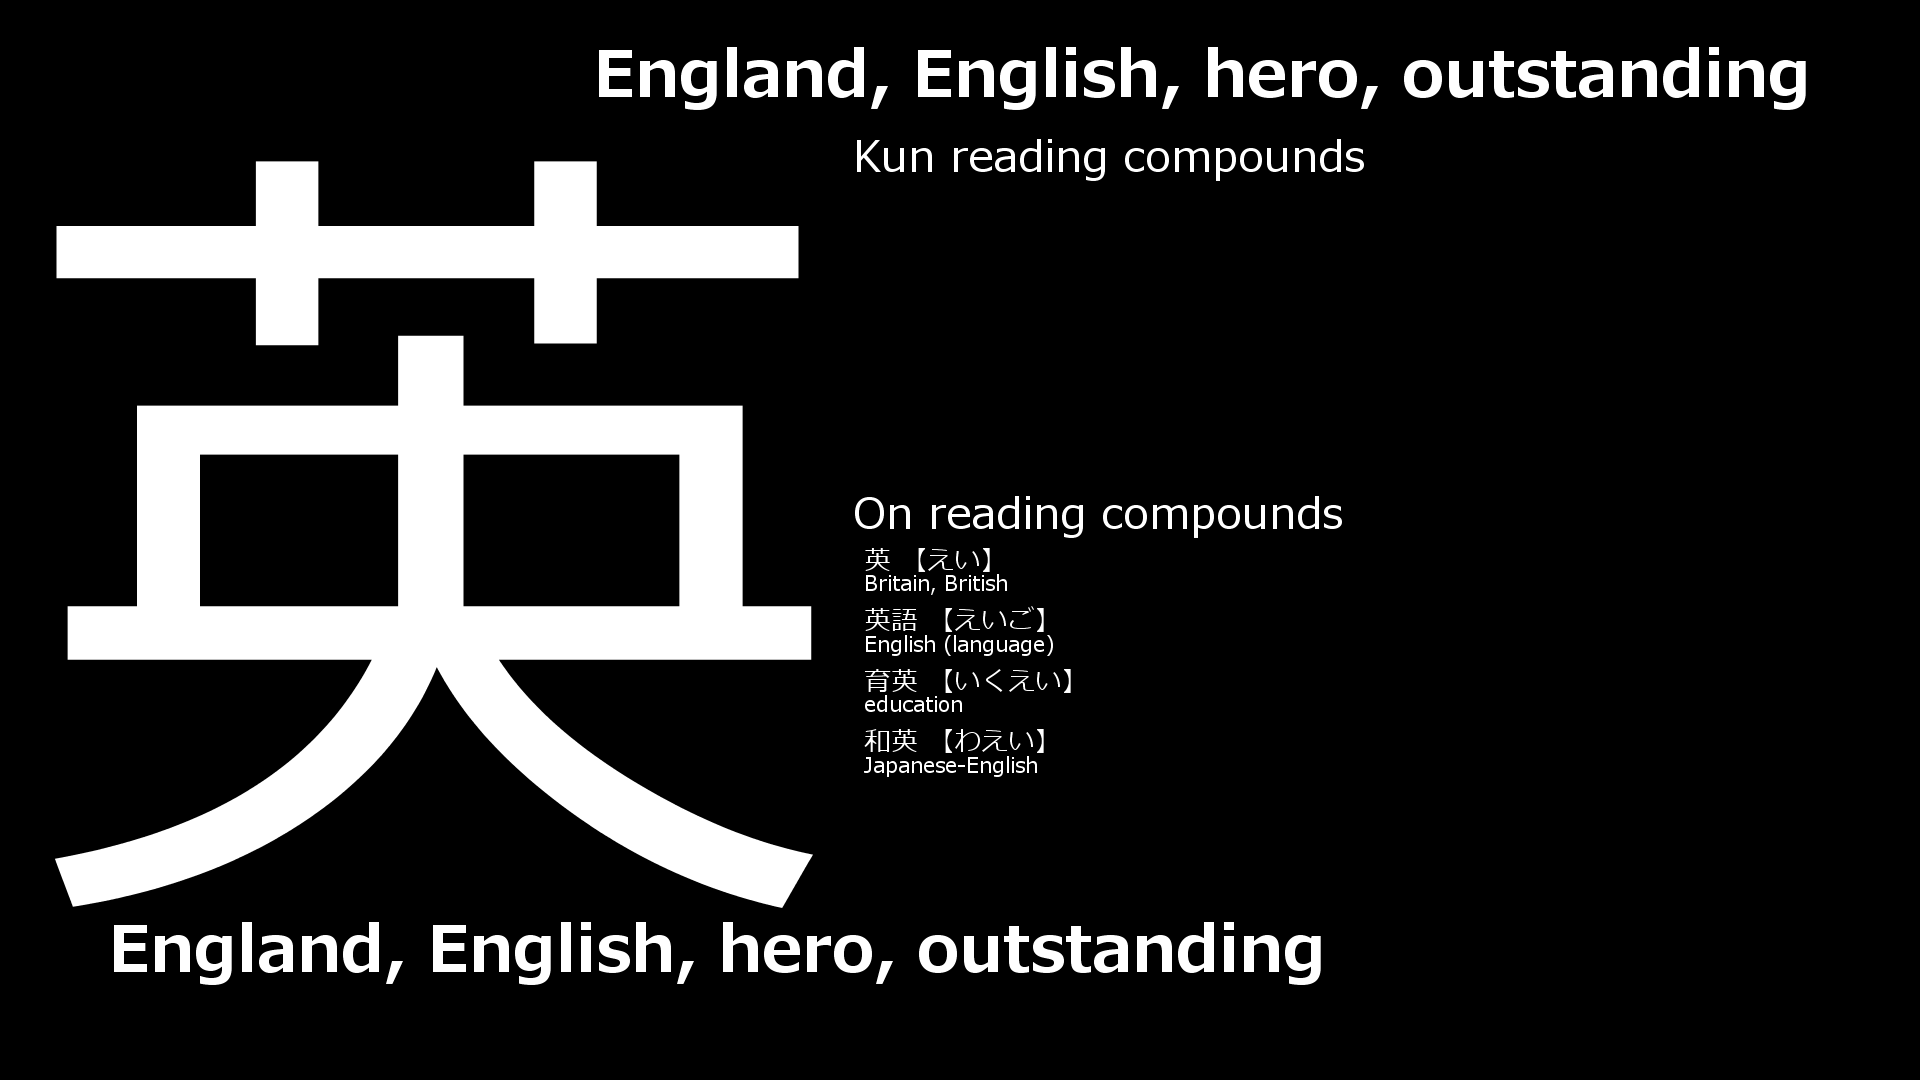 England, English, hero, outstanding
英
Kun reading compounds
On reading compounds
英 【えい】
Britain, British
英語 【えいご】
English (language)
育英 【いくえい】
education
和英 【わえい】
Japanese-English
England, English, hero, outstanding